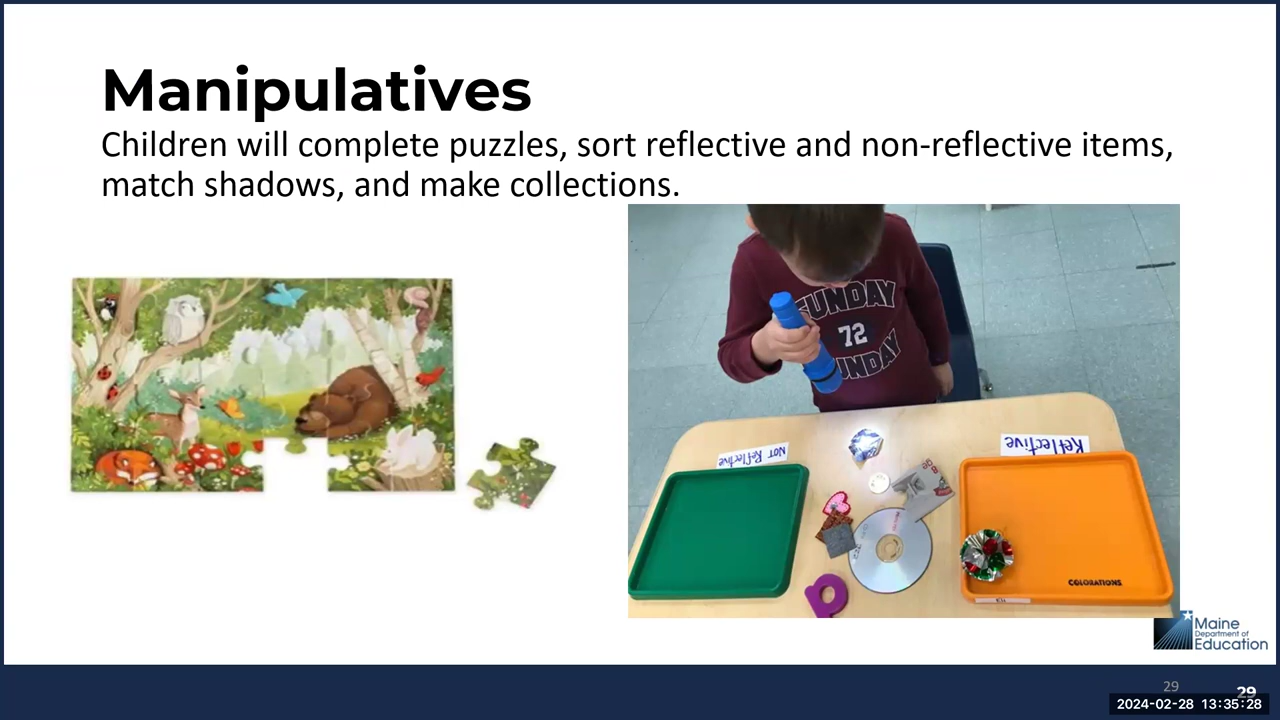 Manipulatives
Children will complete puzzles, sort reflective and non-reflective items,
match shadows, and make collections.
SUNDAY
72
SUNDAY
Not Reflective
Reflective
COLORATIONS
Maine
Department of
Education
29
29
2024-02-28 13:35:28